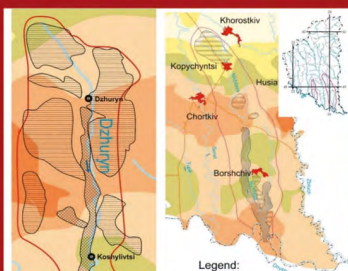 Dzhuryn
Dzhuryn
Koshylivtsi
Khorostkiv
Kopychyntsi
Husia
Chortkiv
Borshchiv
Legend: